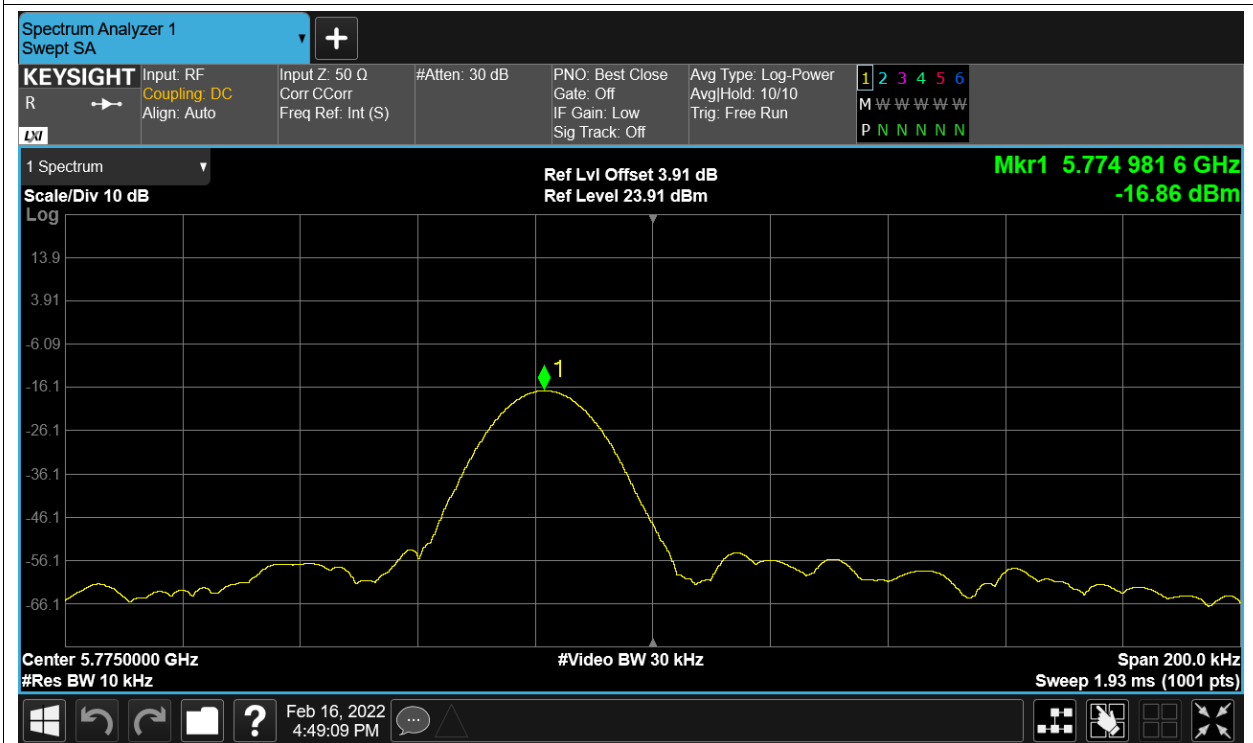 Spectrum Analyzer 1
Swept SA
+
KEYSIGHT
R
LXI
Input: RF
Coupling: DC
Align: Auto
Input Z: 50 Ω
Corr CCorr
Freq Ref: Int (S)
#Atten: 30 dB
PNO: Best Close
Gate: Off
IF Gain: Low
Sig Track: Off
Avg Type: Log-Power
Avg|Hold: 10/10
Trig: Free Run
1 2 3 4 5 6
M W W W W W
P N N N N N
1 Spectrum
Scale/Div 10 dB
Log
Ref Lvl Offset 3.91 dB
Ref Level 23.91 dBm
Mkr1 5.774 981 6 GHz
-16.86 dBm
13.9
3.91
-6.09
-16.1
-26.1
-36.1
-46.1
-56.1
-66.1
1
Center 5.7750000 GHz
#Res BW 10 kHz
#Video BW 30 kHz
Span 200.0 kHz
Sweep 1.93 ms (1001 pts)
?
Feb 16, 2022
4:49:09 PM